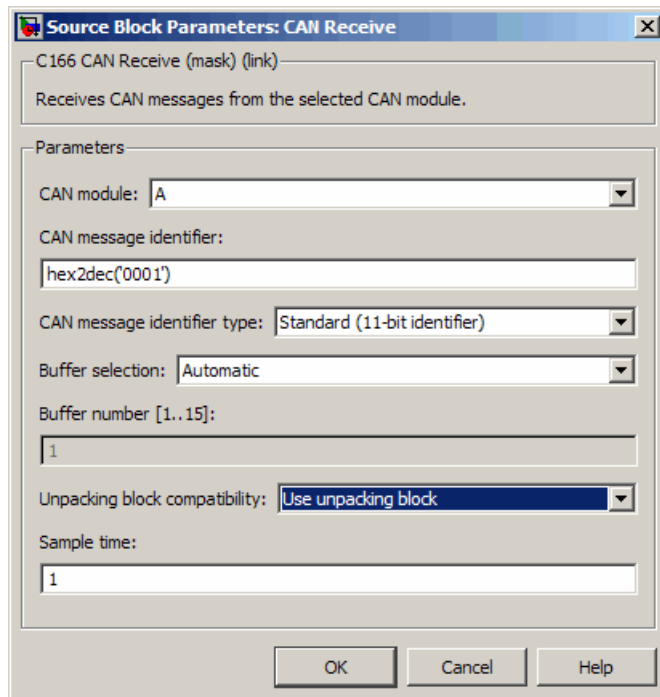 Source Block Parameters: CAN Receive
C166 CAN Receive (mask) (link)
Receives CAN messages from the selected CAN module.
Parameters
CAN module: A
CAN message identifier:
hex2dec('0001')
CAN message identifier type: Standard (11-bit identifier)
Buffer selection: Automatic
Buffer number [1..15]:
1
Unpacking block compatibility: Use unpacking block
Sample time:
1
OK Cancel Help